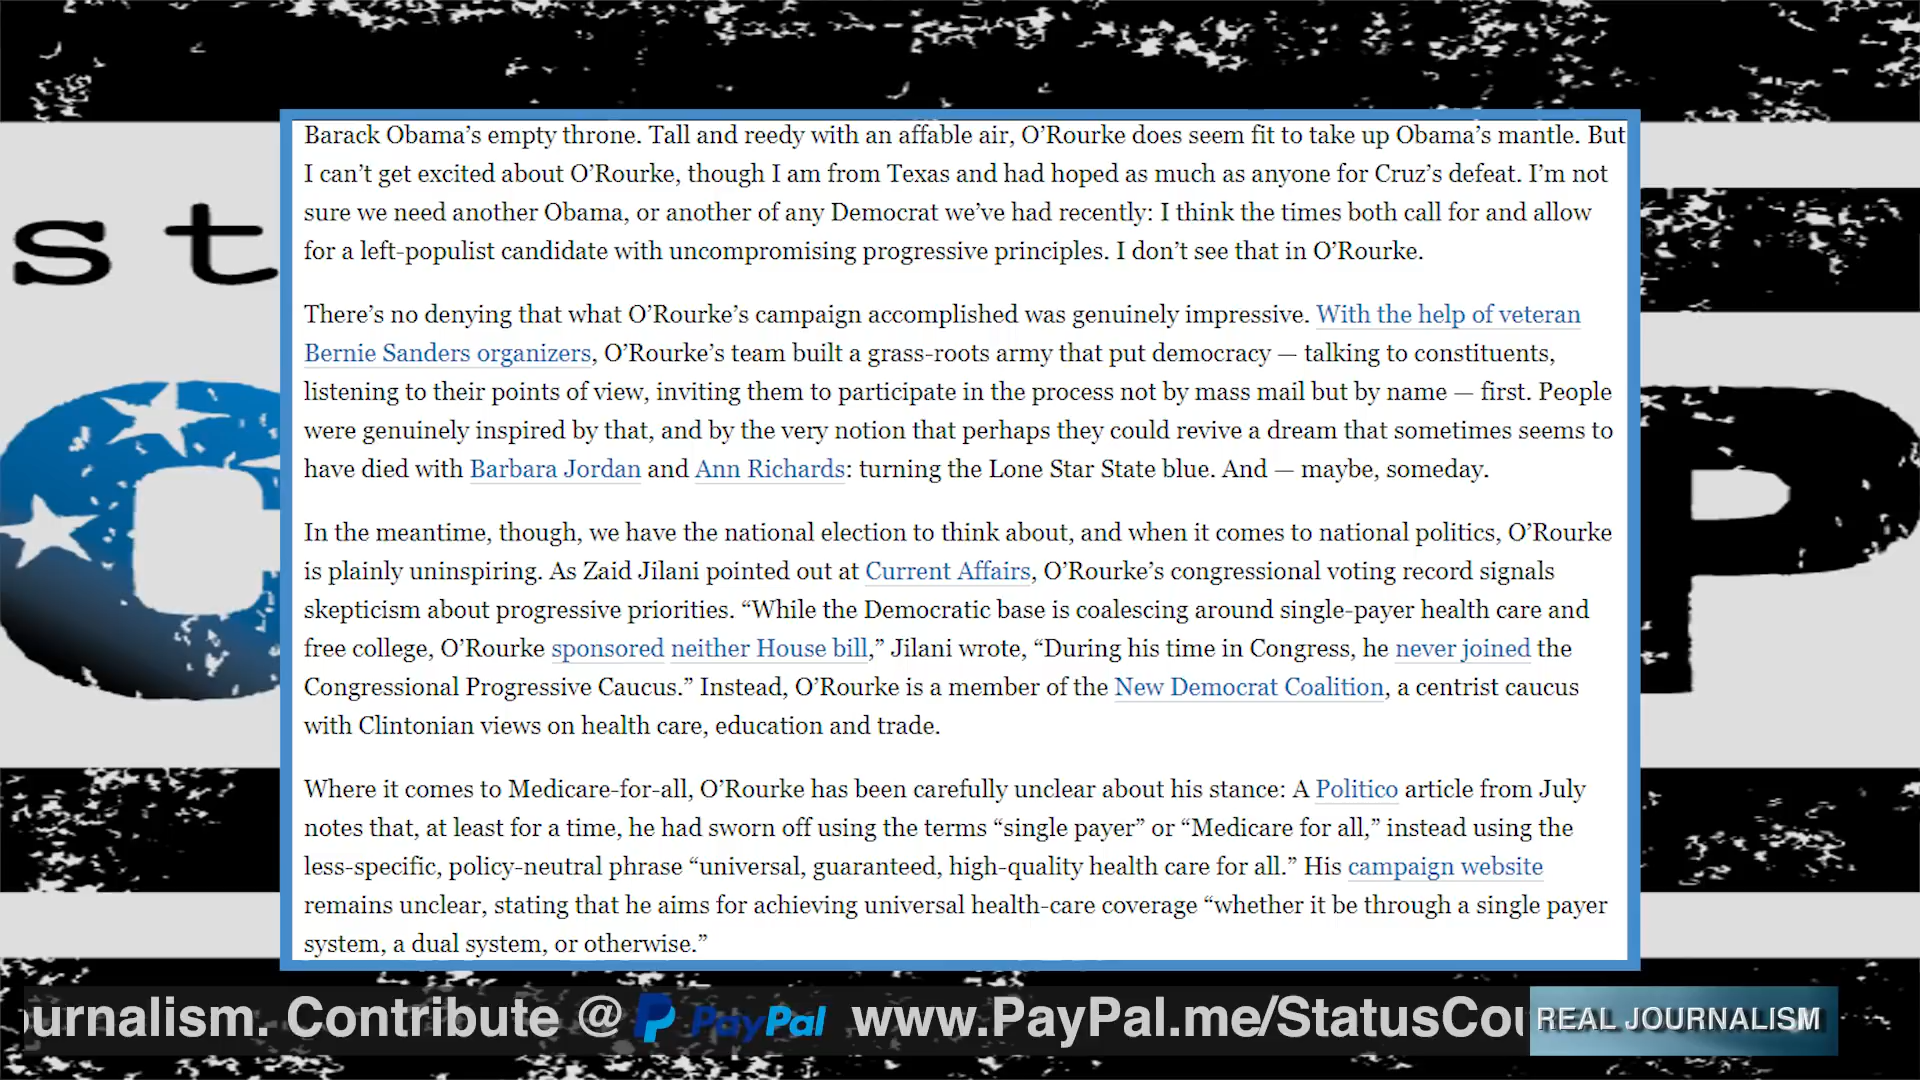 st
C
P
Barack Obama’s empty throne. Tall and reedy with an affable air, O’Rourke does seem fit to take up Obama’s mantle. But
I can’t get excited about O’Rourke, though I am from Texas and had hoped as much as anyone for Cruz’s defeat. I’m not
sure we need another Obama, or another of any Democrat we’ve had recently: I think the times both call for and allow
for a left-populist candidate with uncompromising progressive principles. I don’t see that in O’Rourke.
There’s no denying that what O’Rourke’s campaign accomplished was genuinely impressive. With the help of veteran
Bernie Sanders organizers, O’Rourke’s team built a grass-roots army that put democracy — talking to constituents,
listening to their points of view, inviting them to participate in the process not by mass mail but by name — first. People
were genuinely inspired by that, and by the very notion that perhaps they could revive a dream that sometimes seems to
have died with Barbara Jordan and Ann Richards: turning the Lone Star State blue. And — maybe, someday.
In the meantime, though, we have the national election to think about, and when it comes to national politics, O’Rourke
is plainly uninspiring. As Zaid Jilani pointed out at Current Affairs, O’Rourke’s congressional voting record signals
skepticism about progressive priorities. “While the Democratic base is coalescing around single-payer health care and
free college, O’Rourke sponsored neither House bill,” Jilani wrote, “During his time in Congress, he never joined the
Congressional Progressive Caucus.” Instead, O’Rourke is a member of the New Democrat Coalition, a centrist caucus
with Clintonian views on health care, education and trade.
Where it comes to Medicare-for-all, O’Rourke has been carefully unclear about his stance: A Politico article from July
notes that, at least for a time, he had sworn off using the terms “single payer” or “Medicare for all,” instead using the
less-specific, policy-neutral phrase “universal, guaranteed, high-quality health care for all.” His campaign website
remains unclear, stating that he aims for achieving universal health-care coverage “whether it be through a single payer
system, a dual system, or otherwise.”
urnalism. Contribute @ PayPal www.PayPal.me/StatusCou REAL JOURNALISM